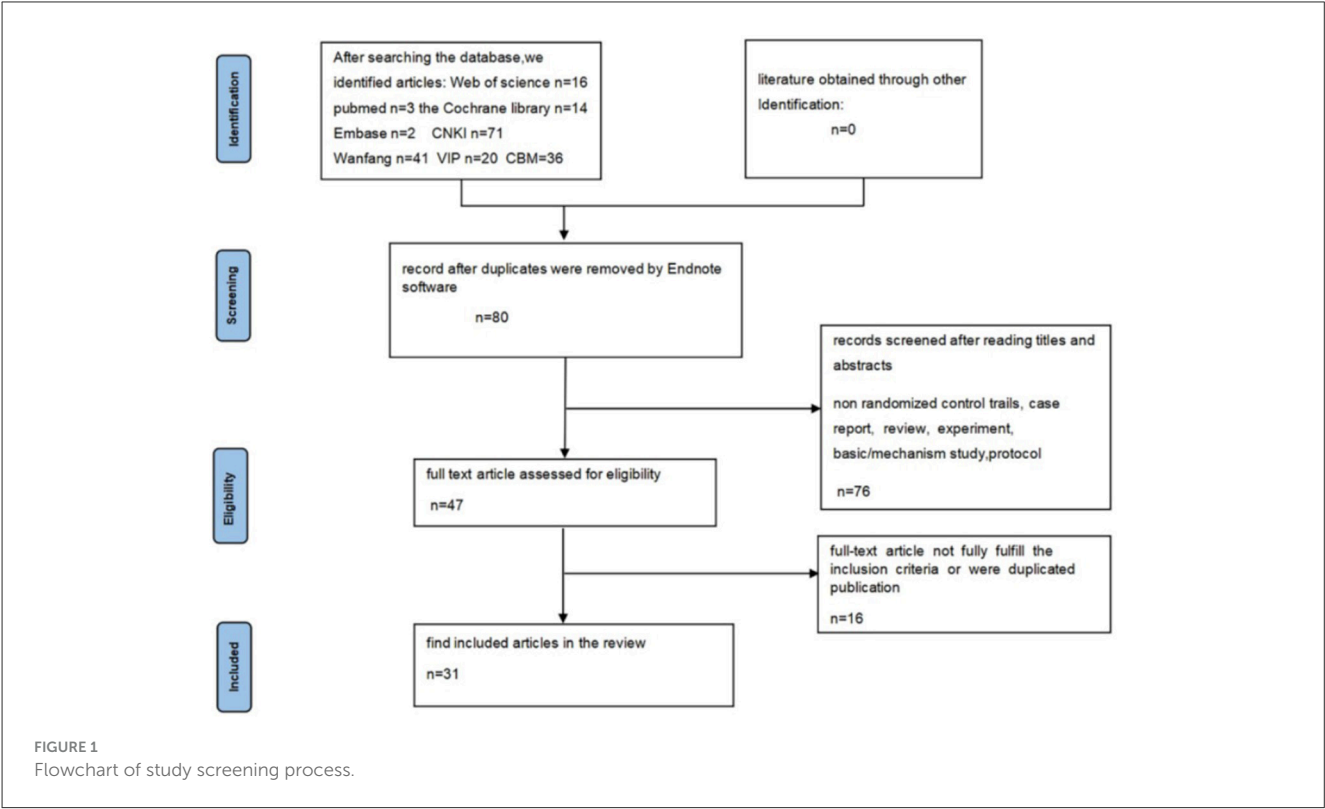 Identification
After searching the database,we
identified articles: Web of science n=16
pubmed n=3 the Cochrane library n=14
Embase n=2 CNKI n=71
Wanfang n=41 VIP n=20 CBM=36
literature obtained through other
Identification:
n=0
Screening
record after duplicates were removed by Endnote
software
n=80
records screened after reading titles and
abstracts
non randomized control trails, case
report, review, experiment,
basic/mechanism study,protocol
n=76
Eligibility
full text article assessed for eligibility
n=47
full-text article not fully fulfill the
inclusion criteria or were duplicated
publication
n=16
Included
find included articles in the review
n=31
FIGURE 1
Flowchart of study screening process.